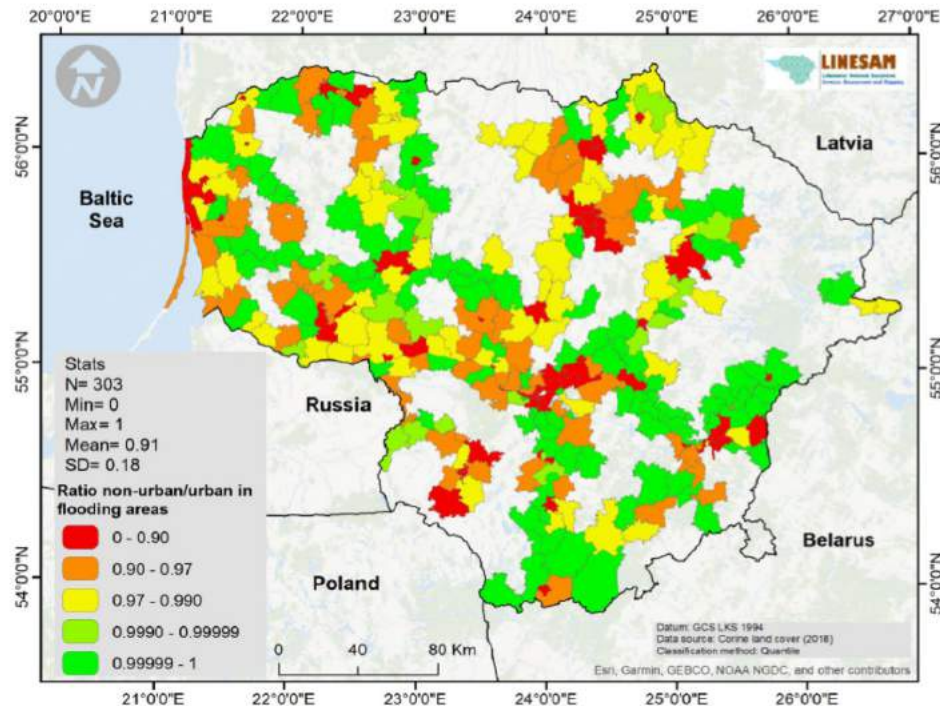 20°0'0"E 21°0'0"E 22°0'0"E 23°0'0"E 24°0'0"E 25°0'0"E 26°0'0"E 27°0'0"E
N
LINESAM
56°0'0"N
Latvia
56°0'0"N
Baltic
Sea
55°0'0"N
55°0'0"N
Stats
N= 303
Min= 0
Max= 1
Mean= 0.91
SD= 0.18
Russia
Ratio non-urban/urban in
flooding areas
0 - 0.90
0.90 - 0.97
0.97 - 0.990
0.9990 - 0.99999
0.99999 - 1
Belarus
Poland
54°0'0"N
54°0'0"N
0 40 80 Km
Datum: GCS LKS 1994
Data source: Corine land cover (2018)
Classification method: Quantile
Esri, Garmin, GEBCO, NOAA NGDC, and other contributors
21°0'0"E 22°0'0"E 23°0'0"E 24°0'0"E 25°0'0"E 26°0'0"E